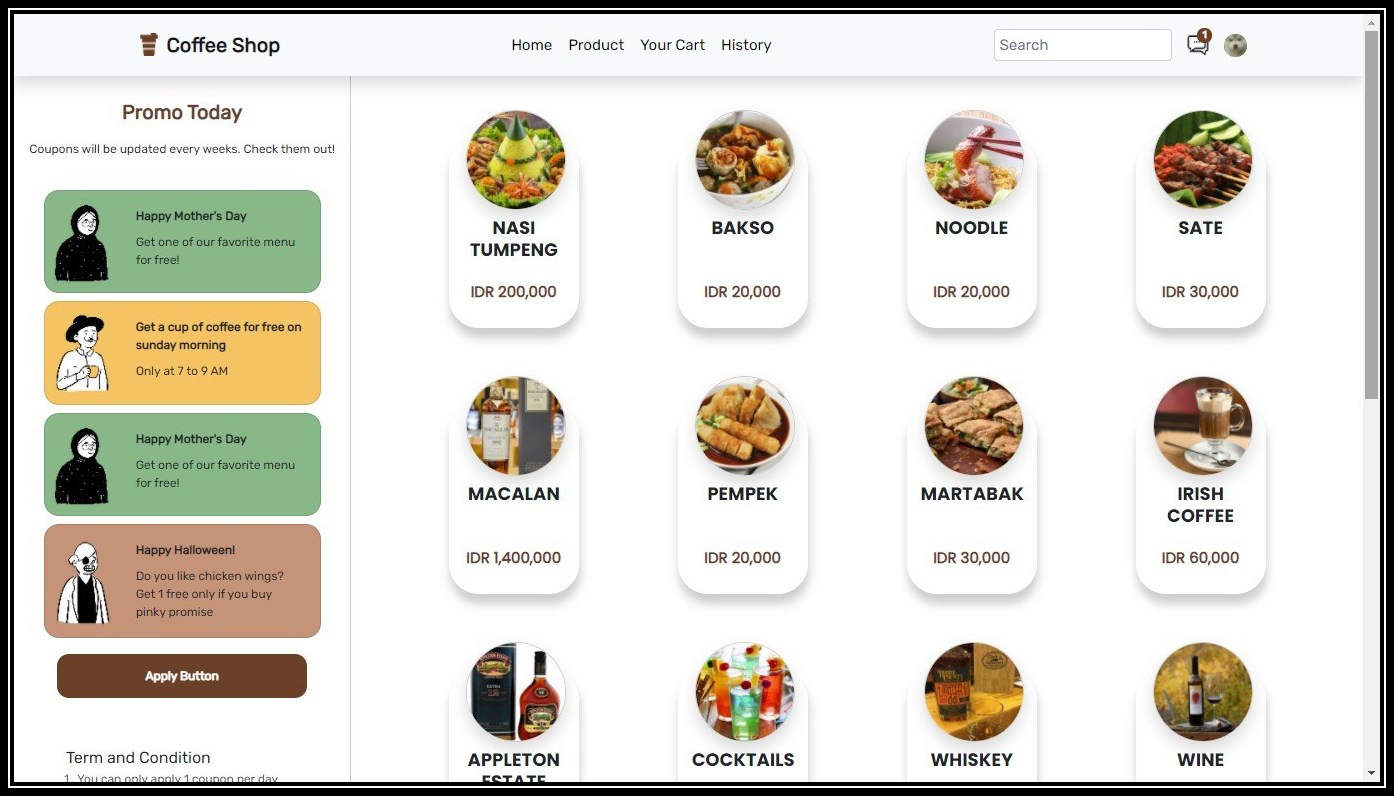 Coffee Shop
Home Product Your Cart History
Search
1
Promo Today
Coupons will be updated every weeks. Check them out!
Happy Mother's Day
Get one of our favorite menu
for free!
Get a cup of coffee for free on
sunday morning
Only at 7 to 9 AM
Happy Mother's Day
Get one of our favorite menu
for free!
Happy Halloween!
Do you like chicken wings?
Get 1 free only if you buy
pinky promise
Apply Button
Term and Condition
1. You can only apply 1 coupon per day
NASI
TUMPENG
IDR 200,000
BAKSO
IDR 20,000
NOODLE
IDR 20,000
SATE
IDR 30,000
MACALAN
IDR 1,400,000
PEMPEK
IDR 20,000
MARTABAK
IDR 30,000
IRISH
COFFEE
IDR 60,000
APPLETON
ESTATE
COCKTAILS
WHISKEY
WINE